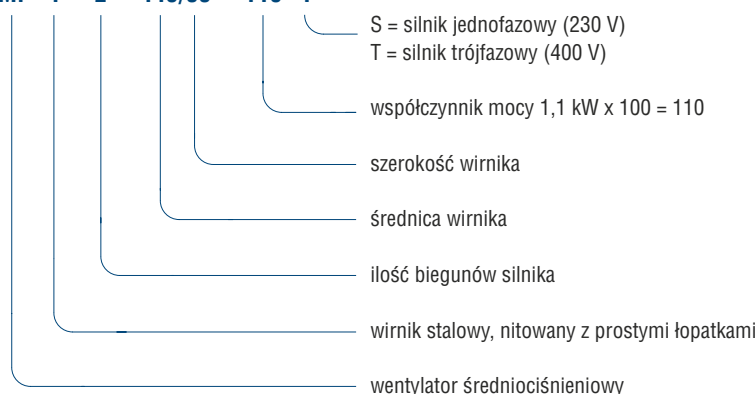 S = silnik jednofazowy (230 V)
T = silnik trójfazowy (400 V)
współczynnik mocy 1,1 kW x 100 = 110
szerokość wirnika
średnica wirnika
ilość biegunów silnika
wirnik stalowy, nitowany z prostymi łopatkami
wentylator średniociśnieniowy